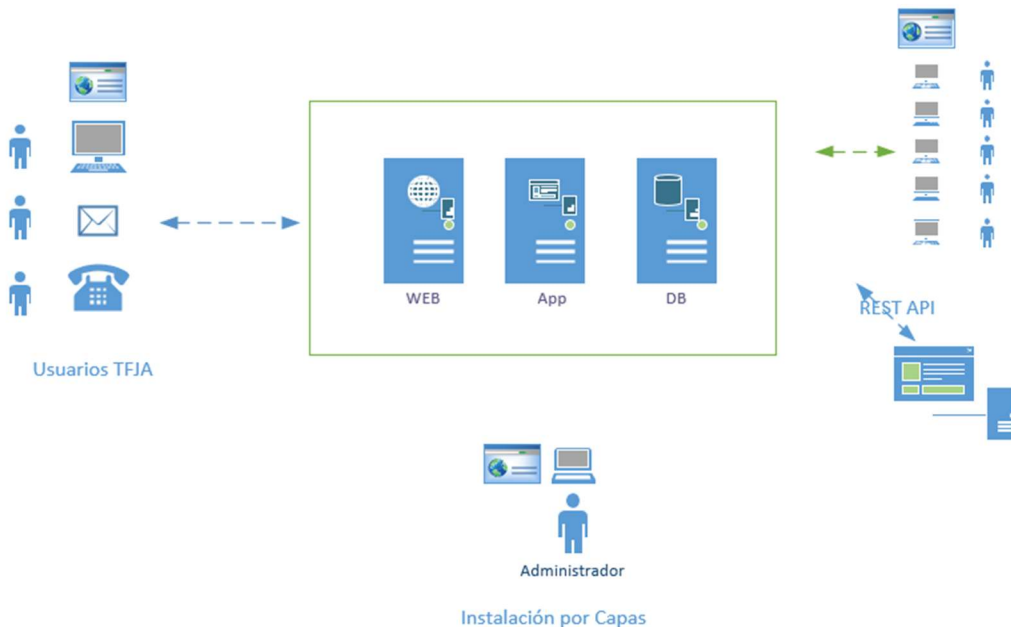 WEB
App
DB
REST API
Usuarios TFJA
Administrador
Instalación por Capas